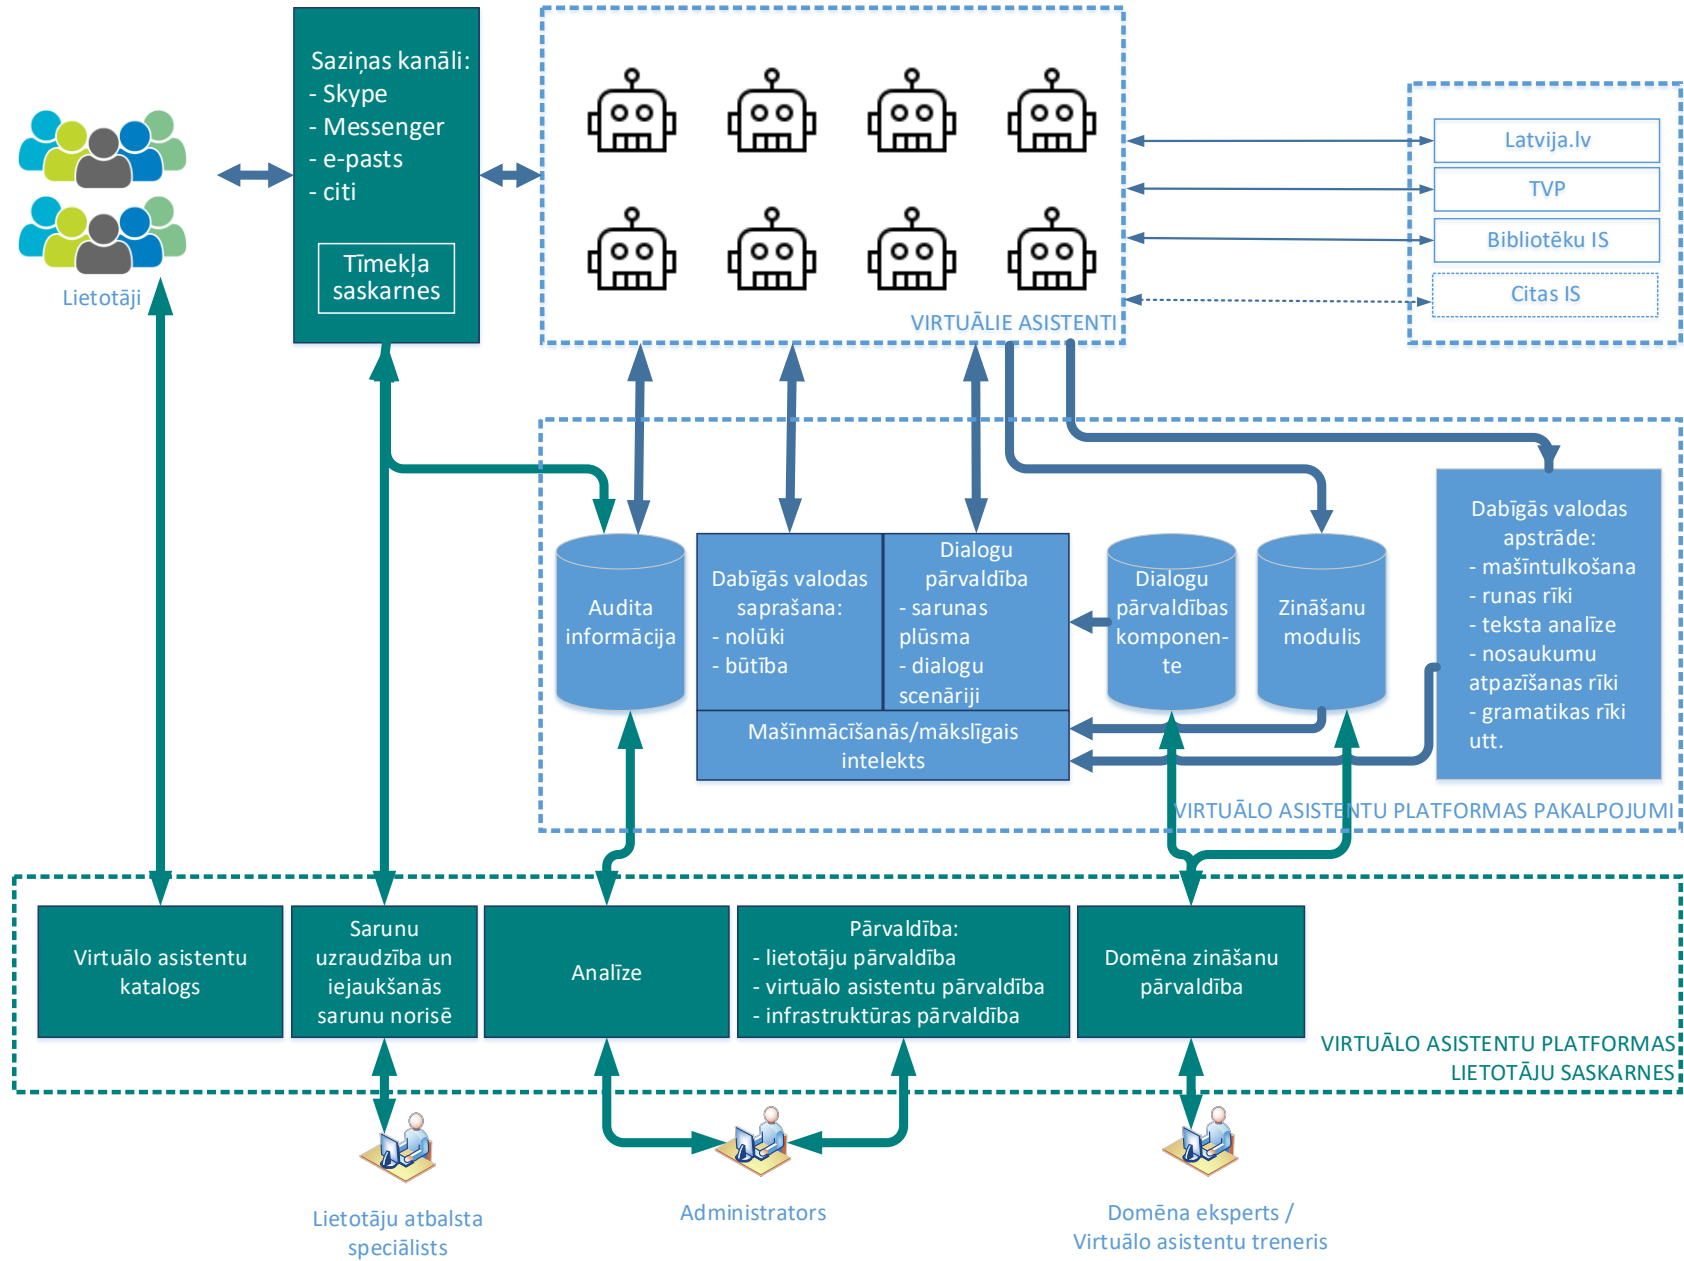 Saziņas kanāli:
- Skype
- Messenger
- e-pasts
- citi
Tīmekļa
saskarnes
Lietotāji
VIRTUĀLIE ASISTENTI
Latvija.lv
TVP
Bibliotēku IS
Citas IS
Audita
informācija
Dabīgās valodas
saprašana:
- nolūki
- būtība
Dialogu
pārvaldība
- sarunas
plūsma
- dialogu
scenāriji
Mašīnmācīšanās/mākslīgais
intelekts
Dialogu
pārvaldības
komponen-
te
Zināšanu
modulis
Dabīgās valodas
apstrāde:
- mašīntulkošana
- runas rīki
- teksta analīze
- nosaukumu
atpazīšanas rīki
- gramatikas rīki
utt.
VIRTUĀLO ASISTENTU PLATFORMAS PAKALPOJUMI
Virtuālo asistentu
katalogs
Sarunu
uzraudzība un
iejaukšanās
sarunu norisē
Analīze
Pārvaldība:
- lietotāju pārvaldība
- virtuālo asistentu pārvaldība
- infrastruktūras pārvaldība
Domēna zināšanu
pārvaldība
VIRTUĀLO ASISTENTU PLATFORMAS
LIETOTĀJU SASKARNES
Lietotāju atbalsta
speciālists
Administrators
Domēna eksperts /
Virtuālo asistentu treneris